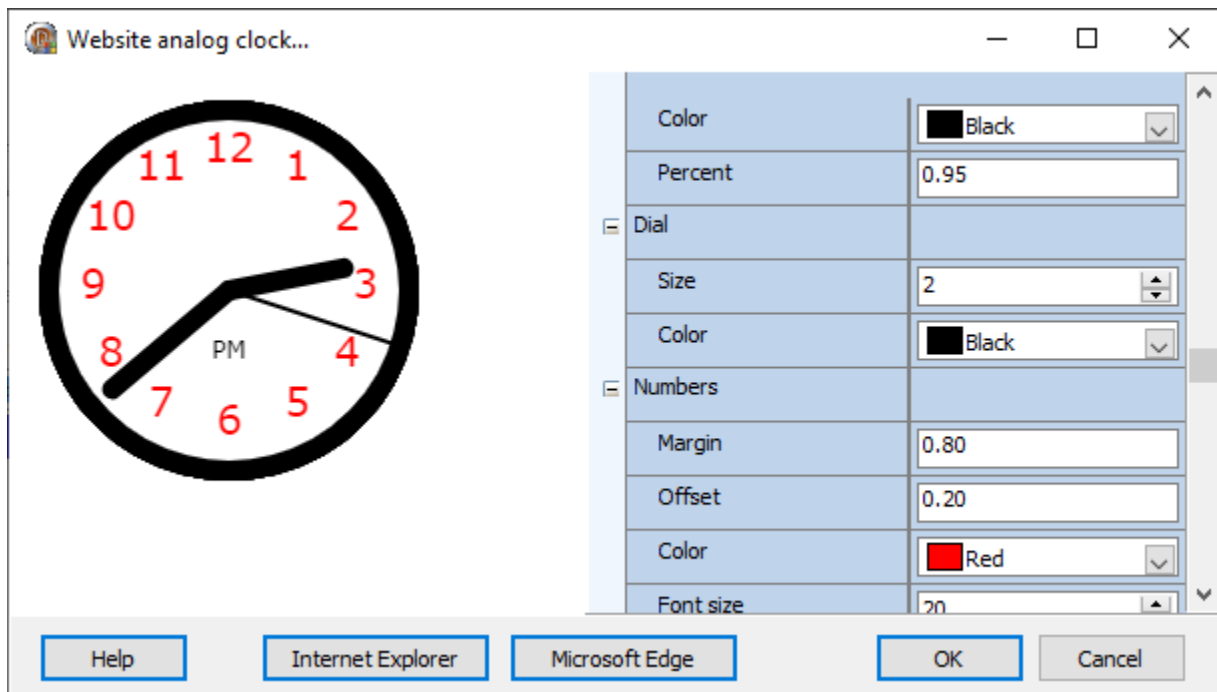 Website analog clock...
12
11 1
10 2
9 3
8 PM 4
7 5
6
Color Black
Percent 0.95
Dial
Size 2
Color Black
Numbers
Margin 0.80
Offset 0.20
Color Red
Font size 20
Help Internet Explorer Microsoft Edge OK Cancel